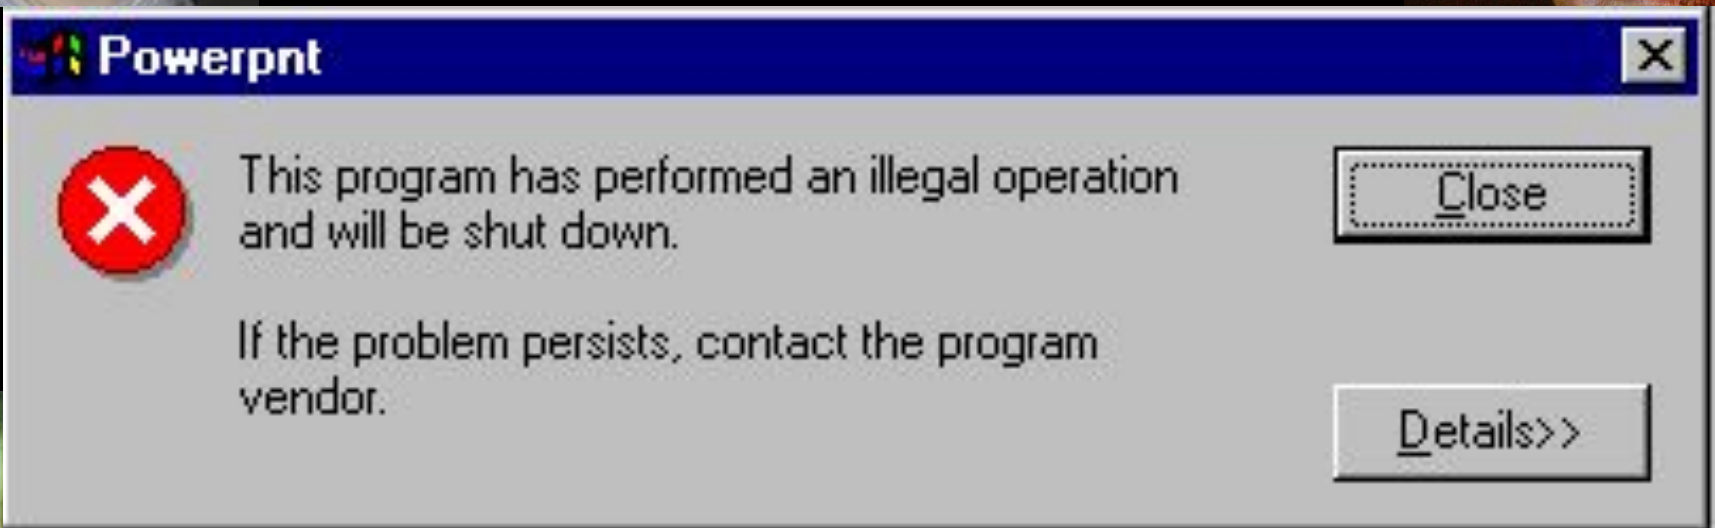 Powerpnt
This program has performed an illegal operation
and will be shut down.
If the problem persists, contact the program
vendor.
Close
Details>>